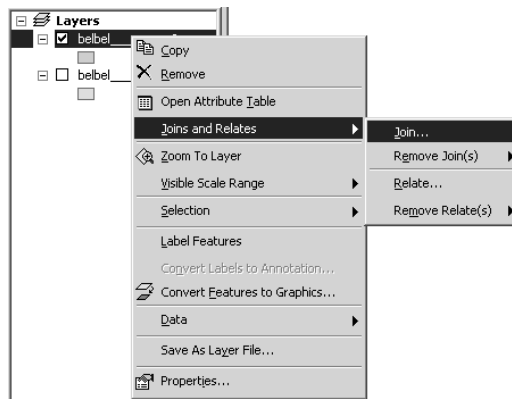 Layers
belbel
belbel
Copy
Remove
Open Attribute Table
Joins and Relates
Join...
Zoom To Layer
Remove Join(s)
Visible Scale Range
Relate...
Selection
Remove Relate(s)
Label Features
Convert Labels to Annotation...
Convert Features to Graphics...
Data
Save As Layer File...
Properties...